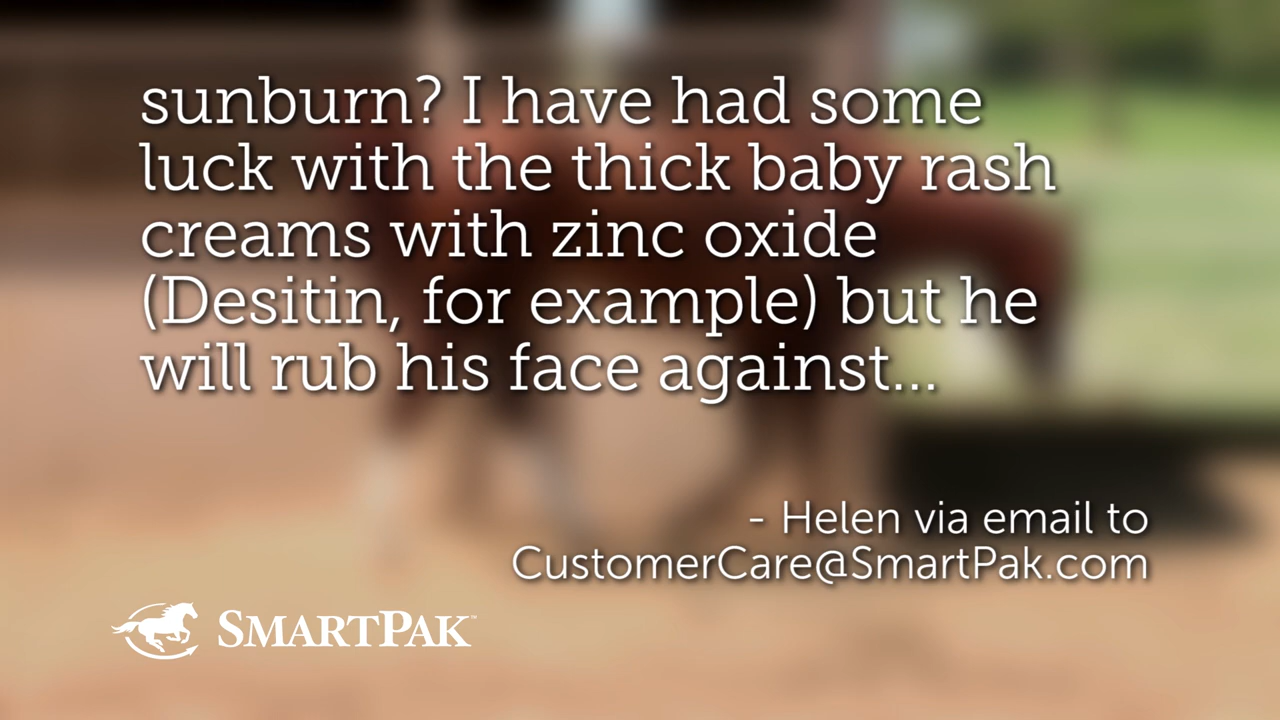 sunburn? I have had some
luck with the thick baby rash
creams with zinc oxide
(Desitin, for example) but he
will rub his face against...
- Helen via email to
CustomerCare@SmartPak.com
SMARTPAK™